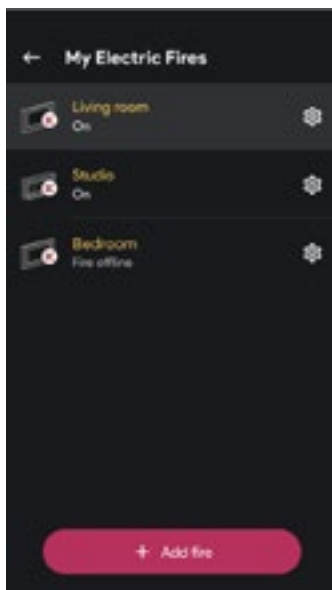 My Electric Fires
Living room
On
Studio
On
Bedroom
Fire offline
+ Add fire